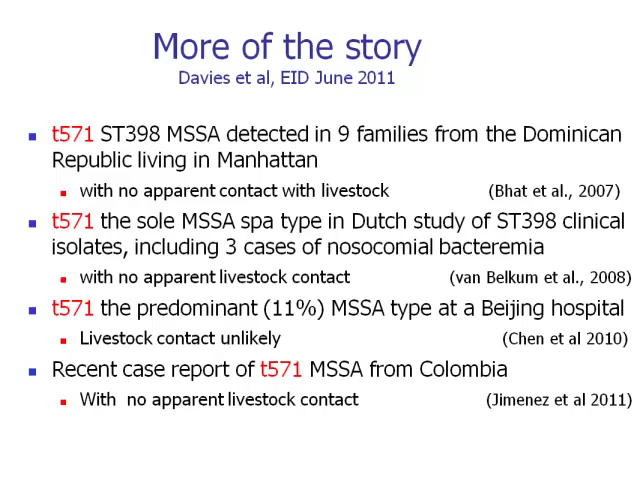 More of the story
Davies et al, EID June 2011
t571 ST398 MSSA detected in 9 families from the Dominican
Republic living in Manhattan
with no apparent contact with livestock (Bhat et al., 2007)
t571 the sole MSSA spa type in Dutch study of ST398 clinical
isolates, including 3 cases of nosocomial bacteremia
with no apparent livestock contact (van Belkum et al., 2008)
t571 the predominant (11%) MSSA type at a Beijing hospital
Livestock contact unlikely (Chen et al 2010)
Recent case report of t571 MSSA from Colombia
With no apparent livestock contact (Jimenez et al 2011)